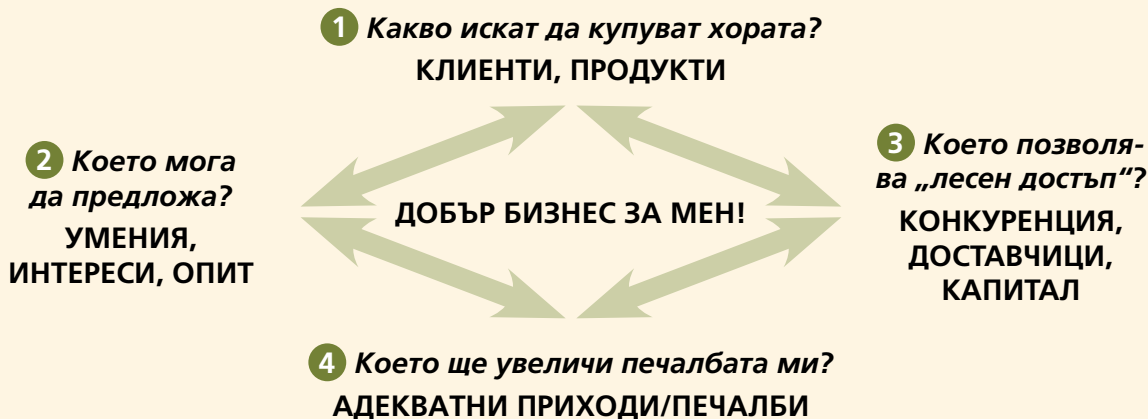 1 Какво искат да купуват хората?
КЛИЕНТИ, ПРОДУКТИ
2 Което мога
да предложа?
УМЕНИЯ,
ИНТЕРЕСИ, ОПИТ
ДОБЪР БИЗНЕС ЗА МЕН!
3 Което позволя-
ва „лесен достъп“?
КОНКУРЕНЦИЯ,
ДОСТАВЧИЦИ,
КАПИТАЛ
4 Което ще увеличи печалбата ми?
АДЕКВАТНИ ПРИХОДИ/ПЕЧАЛБИ